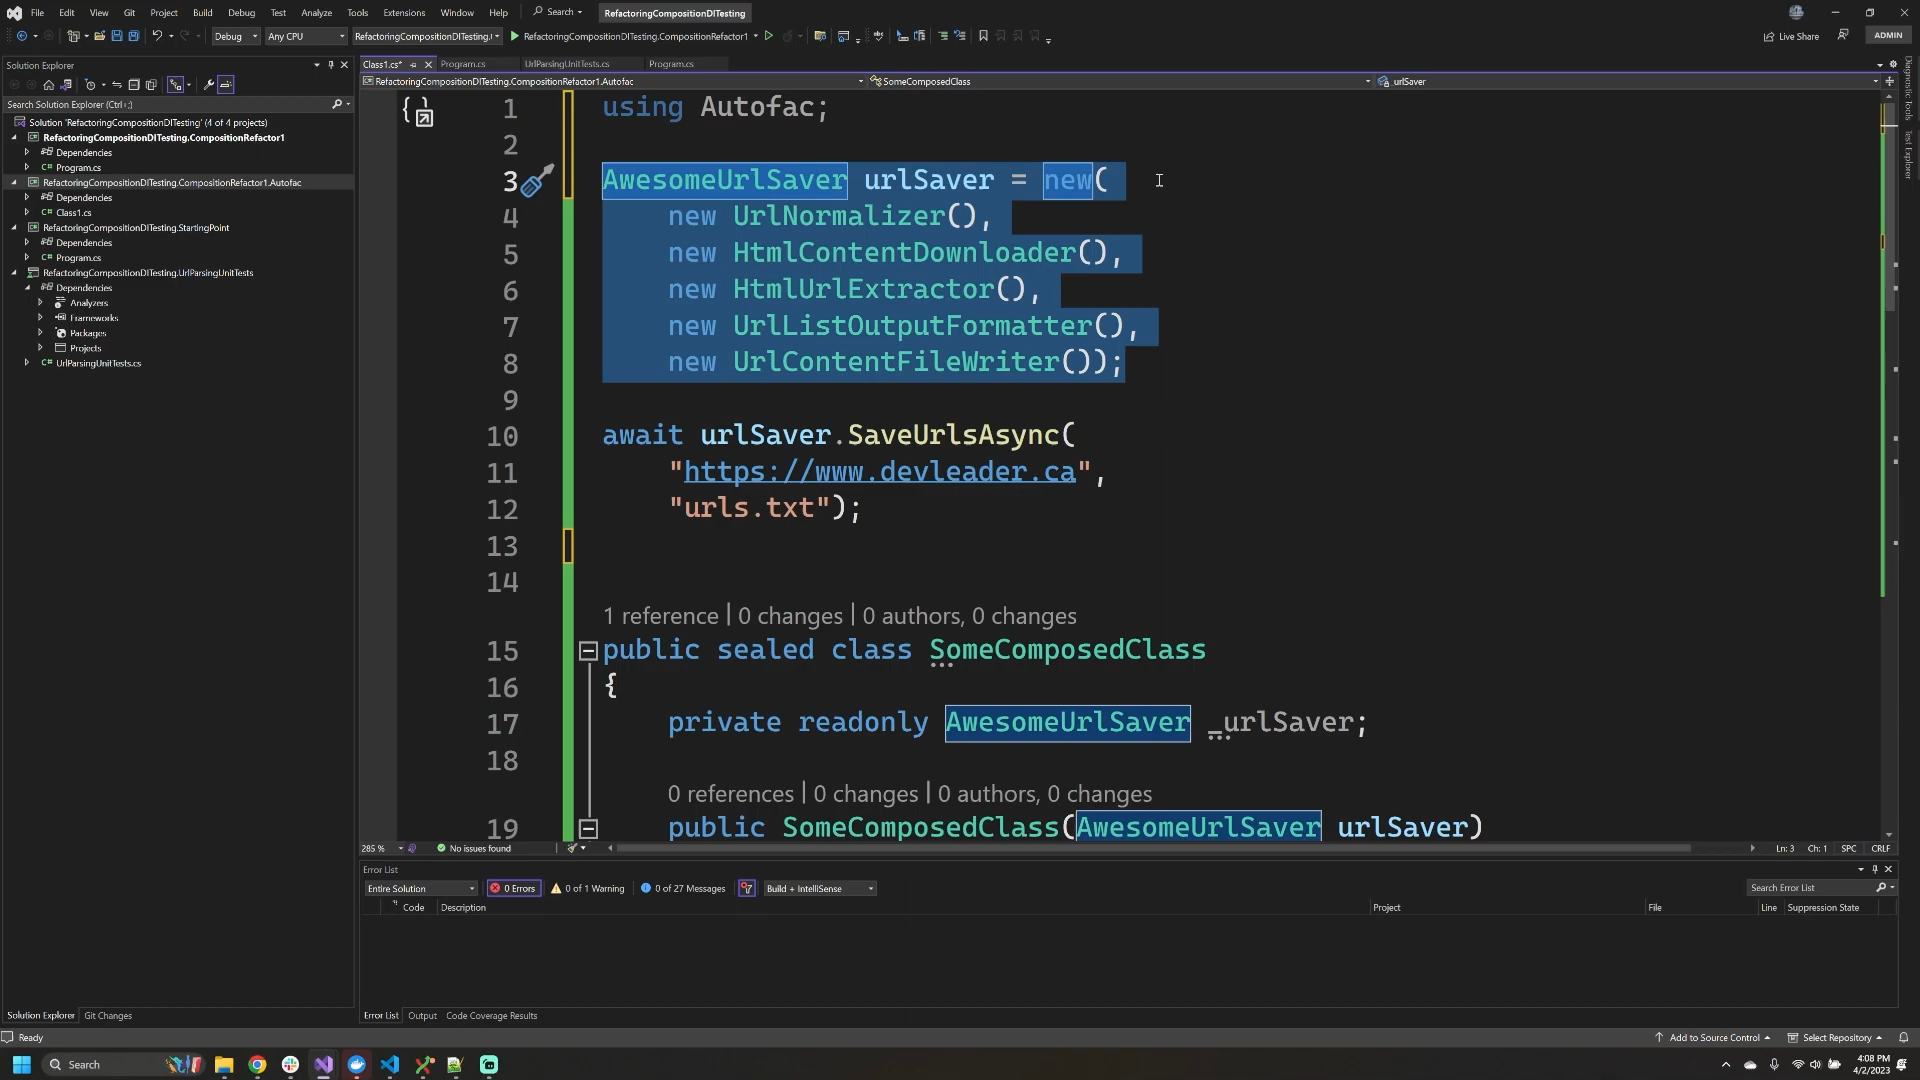 File Edit View Git Project Build Debug Test Analyze Tools Extensions Window Help Search RefactoringCompositionDITesting
Debug Any CPU RefactoringCompositionDITesting. RefactoringCompositionDITesting.CompositionRefactor1 Live Share ADMIN
Solution Explorer
Search Solution Explorer (Ctrl+;)
Solution 'RefactoringCompositionDITesting' (4 of 4 projects)
RefactoringCompositionDITesting.CompositionRefactor1
Dependencies
C# Program.cs
RefactoringCompositionDITesting.CompositionRefactor1.Autofac
Dependencies
C# Class1.cs
RefactoringCompositionDITesting.StartingPoint
Dependencies
C# Program.cs
RefactoringCompositionDITesting.UrlParsingUnitTests
Dependencies
Analyzers
Frameworks
Packages
Projects
C# UrlParsingUnitTests.cs
Solution Explorer Git Changes
Class1.cs* Program.cs UrlParsingUnitTests.cs Program.cs
RefactoringCompositionDITesting.CompositionRefactor1.Autofac SomeComposedClass urlSaver
1 using Autofac;
2
3 AwesomeUrlSaver urlSaver = new(
4 new UrlNormalizer(),
5 new HtmlContentDownloader(),
6 new HtmlUrlExtractor(),
7 new UrlListOutputFormatter(),
8 new UrlContentFileWriter());
9
10 await urlSaver.SaveUrlsAsync(
11 "https://www.devleader.ca",
12 "urls.txt");
13
14
1 reference | 0 changes | 0 authors, 0 changes
15 public sealed class SomeComposedClass
16 {
17 private readonly AwesomeUrlSaver _urlSaver;
18
0 references | 0 changes | 0 authors, 0 changes
19 public SomeComposedClass(AwesomeUrlSaver urlSaver)
285 % No issues found Ln: 3 Ch: 1 SPC CRLF
Diagnostic Tools
Test Explorer
Error List
Entire Solution 0 Errors 0 of 1 Warning 0 of 27 Messages Build + IntelliSense Search Error List
Code Description Project File Line Suppression State
Error List Output Code Coverage Results
Ready Add to Source Control Select Repository
Search 4:08 PM
4/2/2023